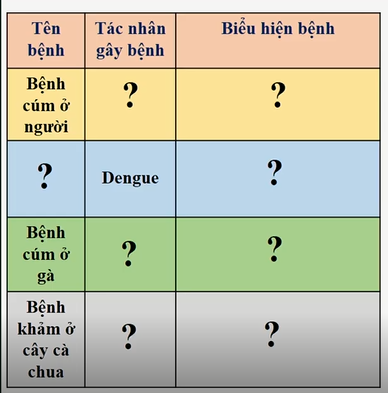 Tên bệnh
Tác nhân gây bệnh
Biểu hiện bệnh
Bệnh cúm ở người
?
?
?
Dengue
?
Bệnh cúm ở gà
?
?
Bệnh khảm ở cây cà chua
?
?